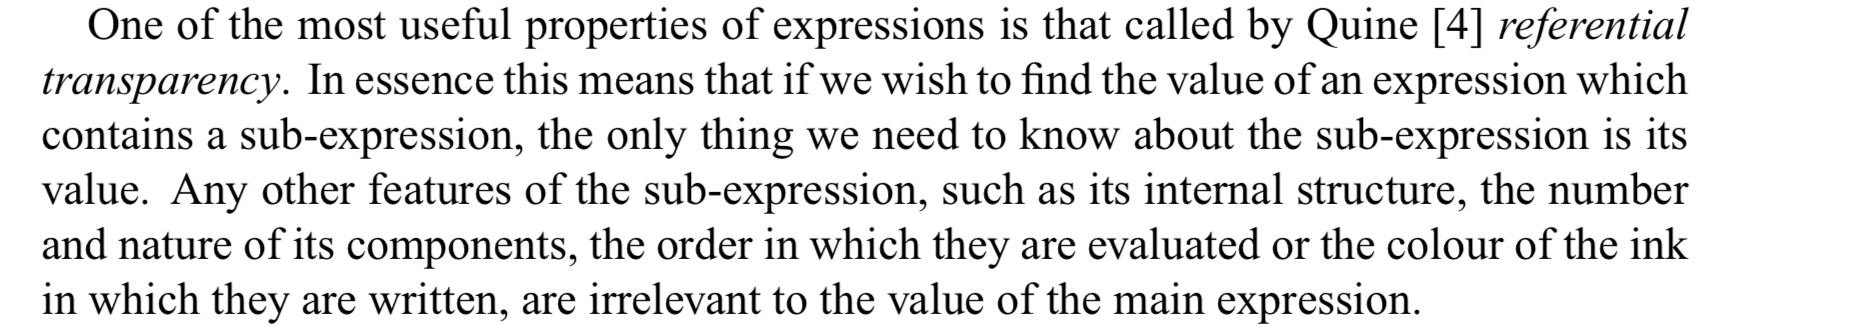 One of the most useful properties of expressions is that called by Quine [4] referential
transparency. In essence this means that if we wish to find the value of an expression which
contains a sub-expression, the only thing we need to know about the sub-expression is its
value. Any other features of the sub-expression, such as its internal structure, the number
and nature of its components, the order in which they are evaluated or the colour of the ink
in which they are written, are irrelevant to the value of the main expression.